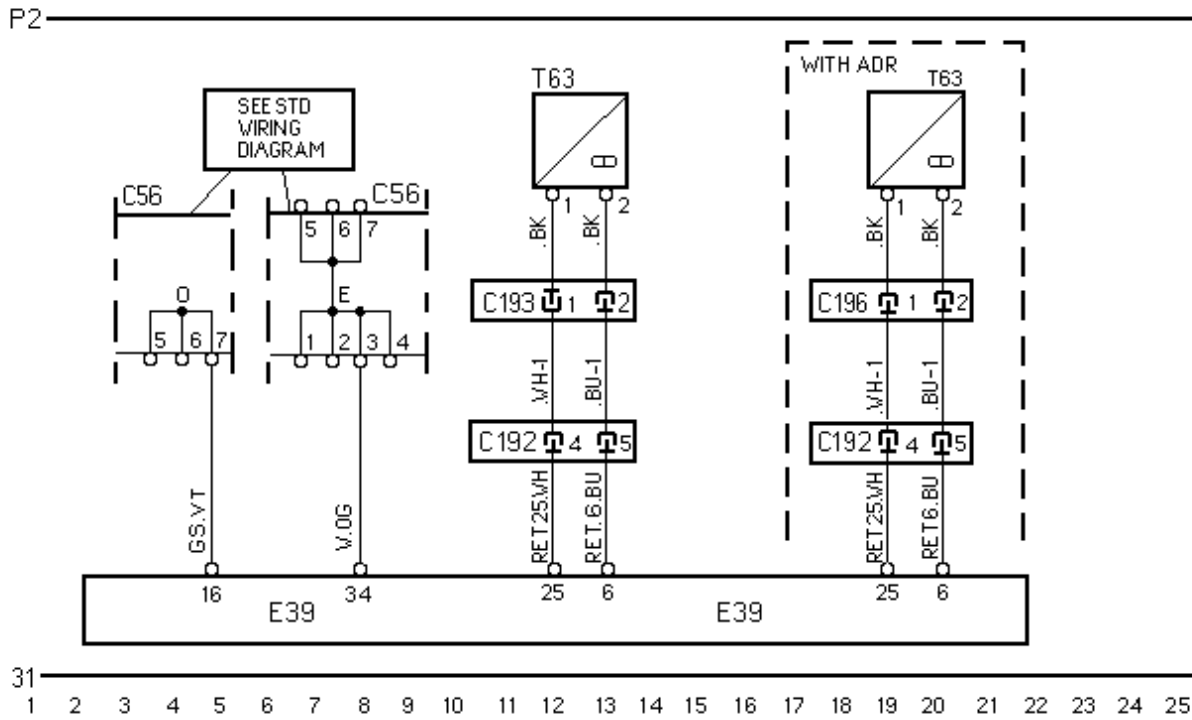 P2
WITH ADR
T63
T63
SEE STD
WIRING
DIAGRAM
C56
C56
5 6 7
1 2
1 2
.BK
.BK
.BK
.BK
O
E
C193 1 2
C196 1 2
5 6 7
1 2 3 4
.WH-1
.BU-1
.WH-1
.BU-1
C192 4 5
C192 4 5
GS.VT
W.OG
RET25.WH
RET.6.BU
RET25.WH
RET6.BU
16 34 25 6 25 6
E39 E39
31
1 2 3 4 5 6 7 8 9 10 11 12 13 14 15 16 17 18 19 20 21 22 23 24 25